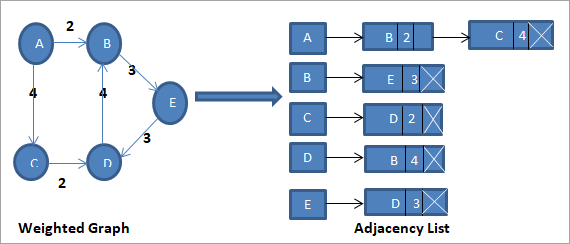 A 2 B
3
4 4 E
3
C D
2
Weighted Graph
A B 2 C 4
B E 3
C D 2
D B 4
E D 3
Adjacency List